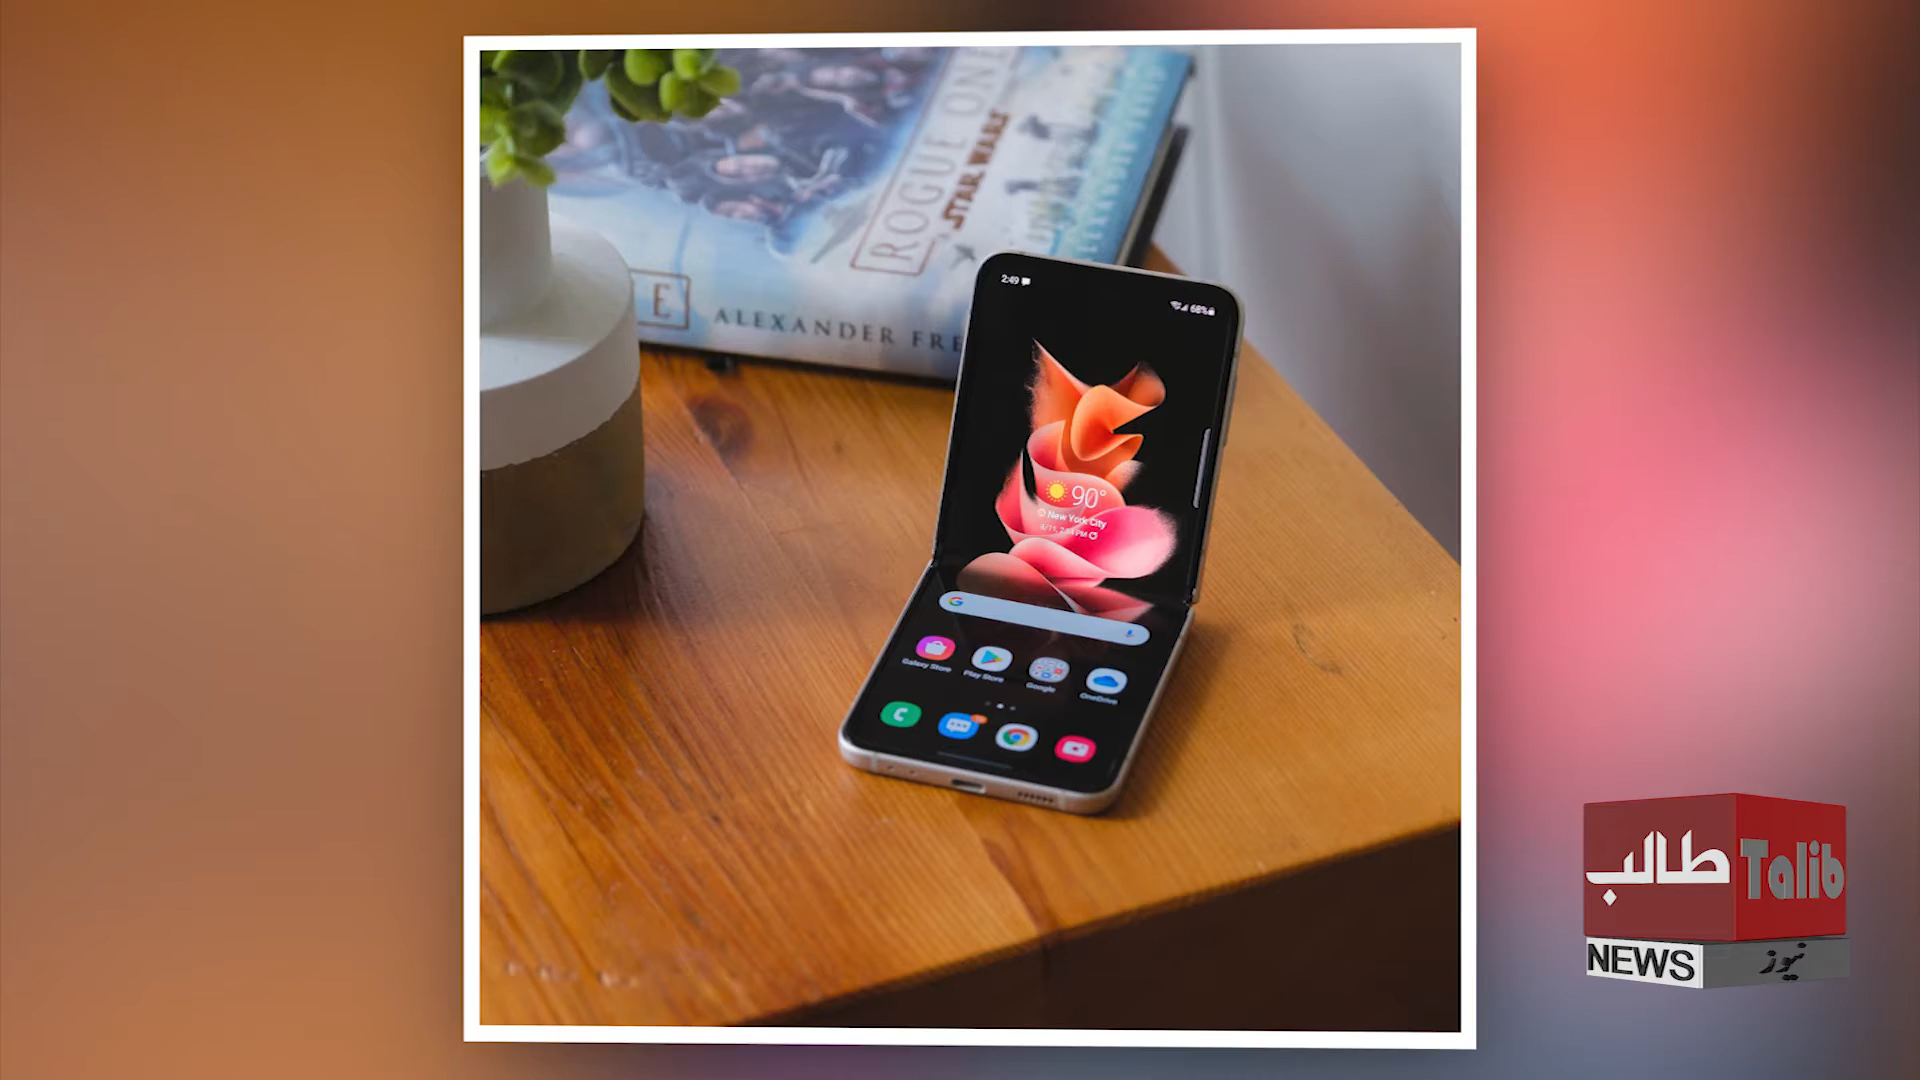 ROGUE ONE
STAR WARS
E
ALEXANDER FRE
2:49
68%
90°
New York City
Galaxy Store
Play Store
Google
OneDrive
طالب
Talib
NEWS
نیوز